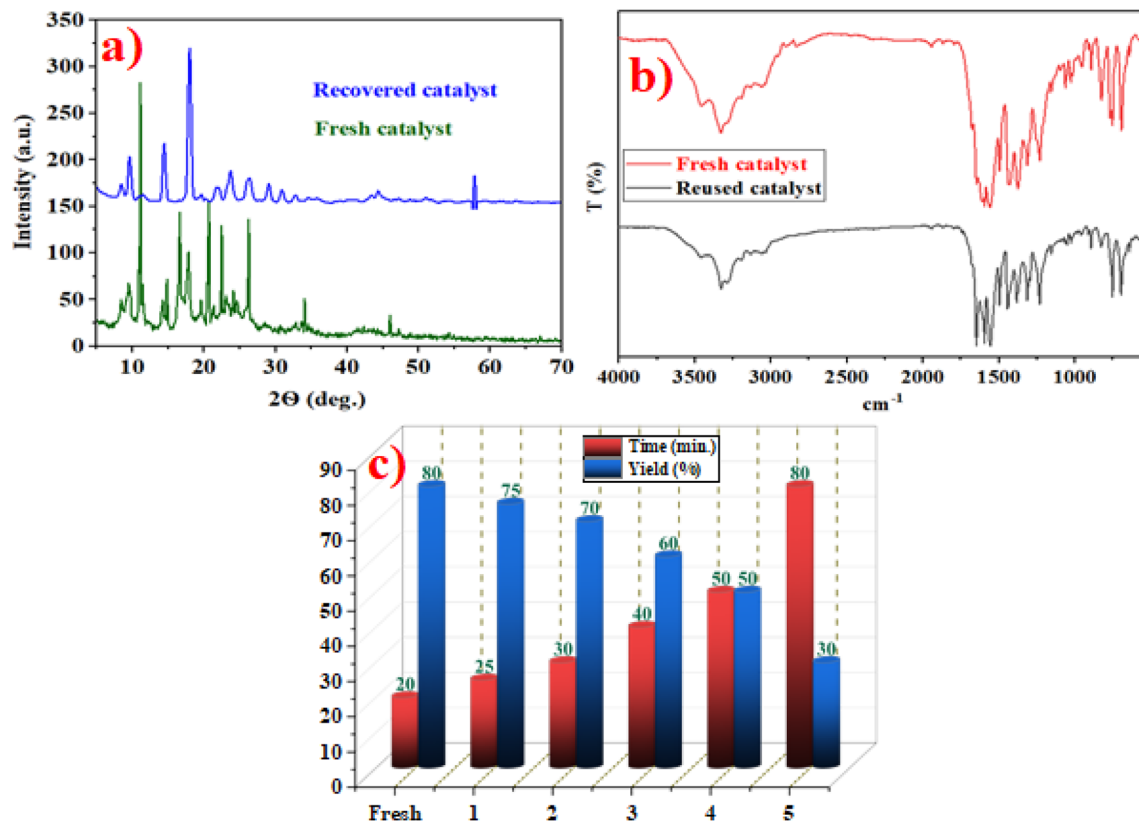 a)
350
300
250
200
150
100
50
0
Intensity (a.u.)
Recovered catalyst
Fresh catalyst
10 20 30 40 50 60 70
2Θ (deg.)
b)
T (%)
Fresh catalyst
Reused catalyst
4000 3500 3000 2500 2000 1500 1000
cm⁻¹
c)
Time (min.)
Yield (%)
90
80
70
60
50
40
30
20
10
0
20 80
25 75
30 70
40 60
50 50
80 30
Fresh 1 2 3 4 5